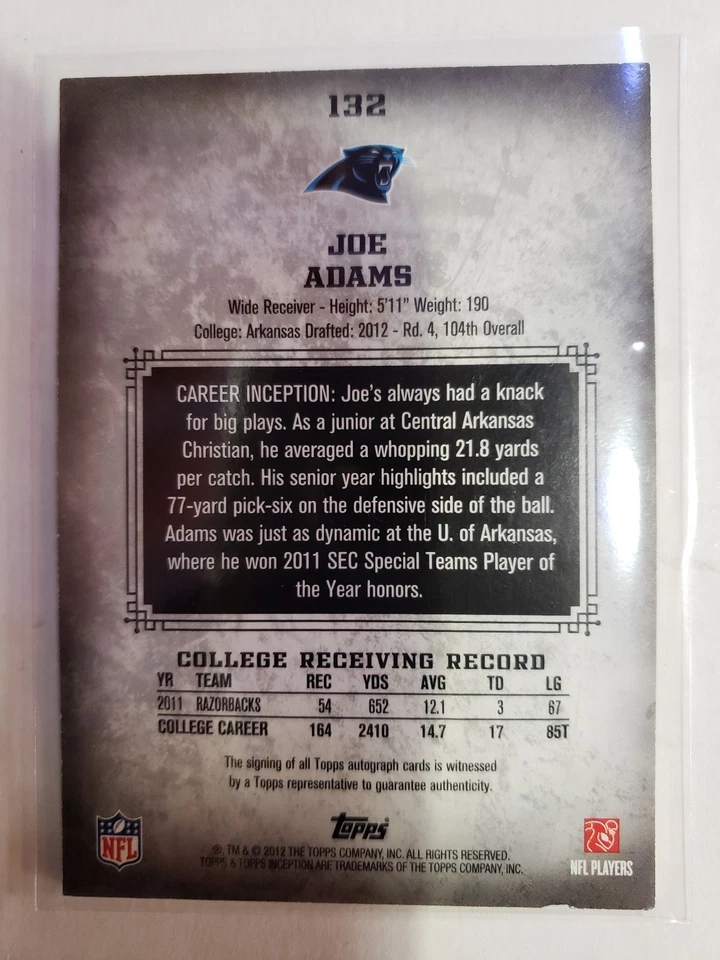 132
JOE
ADAMS
Wide Receiver - Height: 5'11" Weight: 190
College: Arkansas Drafted: 2012 - Rd. 4, 104th Overall
CAREER INCEPTION: Joe's always had a knack
for big plays. As a junior at Central Arkansas
Christian, he averaged a whopping 21.8 yards
per catch. His senior year highlights included a
77-yard pick-six on the defensive side of the ball.
Adams was just as dynamic at the U. of Arkansas,
where he won 2011 SEC Special Teams Player of
the Year honors.
COLLEGE RECEIVING RECORD
YR TEAM REC YDS AVG TD LG
2011 RAZORBACKS 54 652 12.1 3 67
COLLEGE CAREER 164 2410 14.7 17 85T
The signing of all Topps autograph cards is witnessed
by a Topps representative to guarantee authenticity.
NFL
Topps
®, TM & © 2012 THE TOPPS COMPANY, INC. ALL RIGHTS RESERVED.
TOPPS & TOPPS INCEPTION ARE TRADEMARKS OF THE TOPPS COMPANY, INC.
NFL PLAYERS